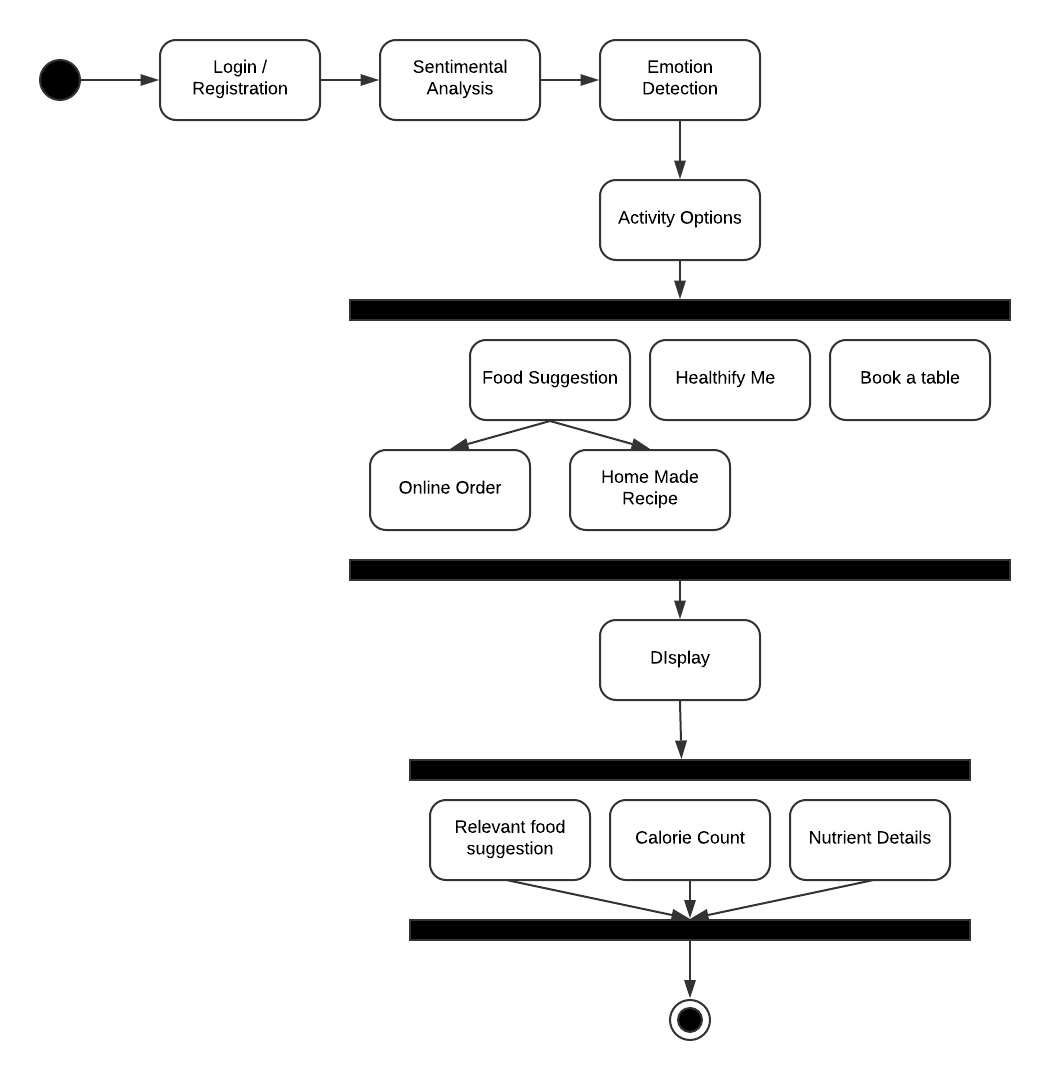 Login /
Registration
Sentimental
Analysis
Emotion
Detection
Activity Options
Food Suggestion
Healthify Me
Book a table
Online Order
Home Made
Recipe
DIsplay
Relevant food
suggestion
Calorie Count
Nutrient Details